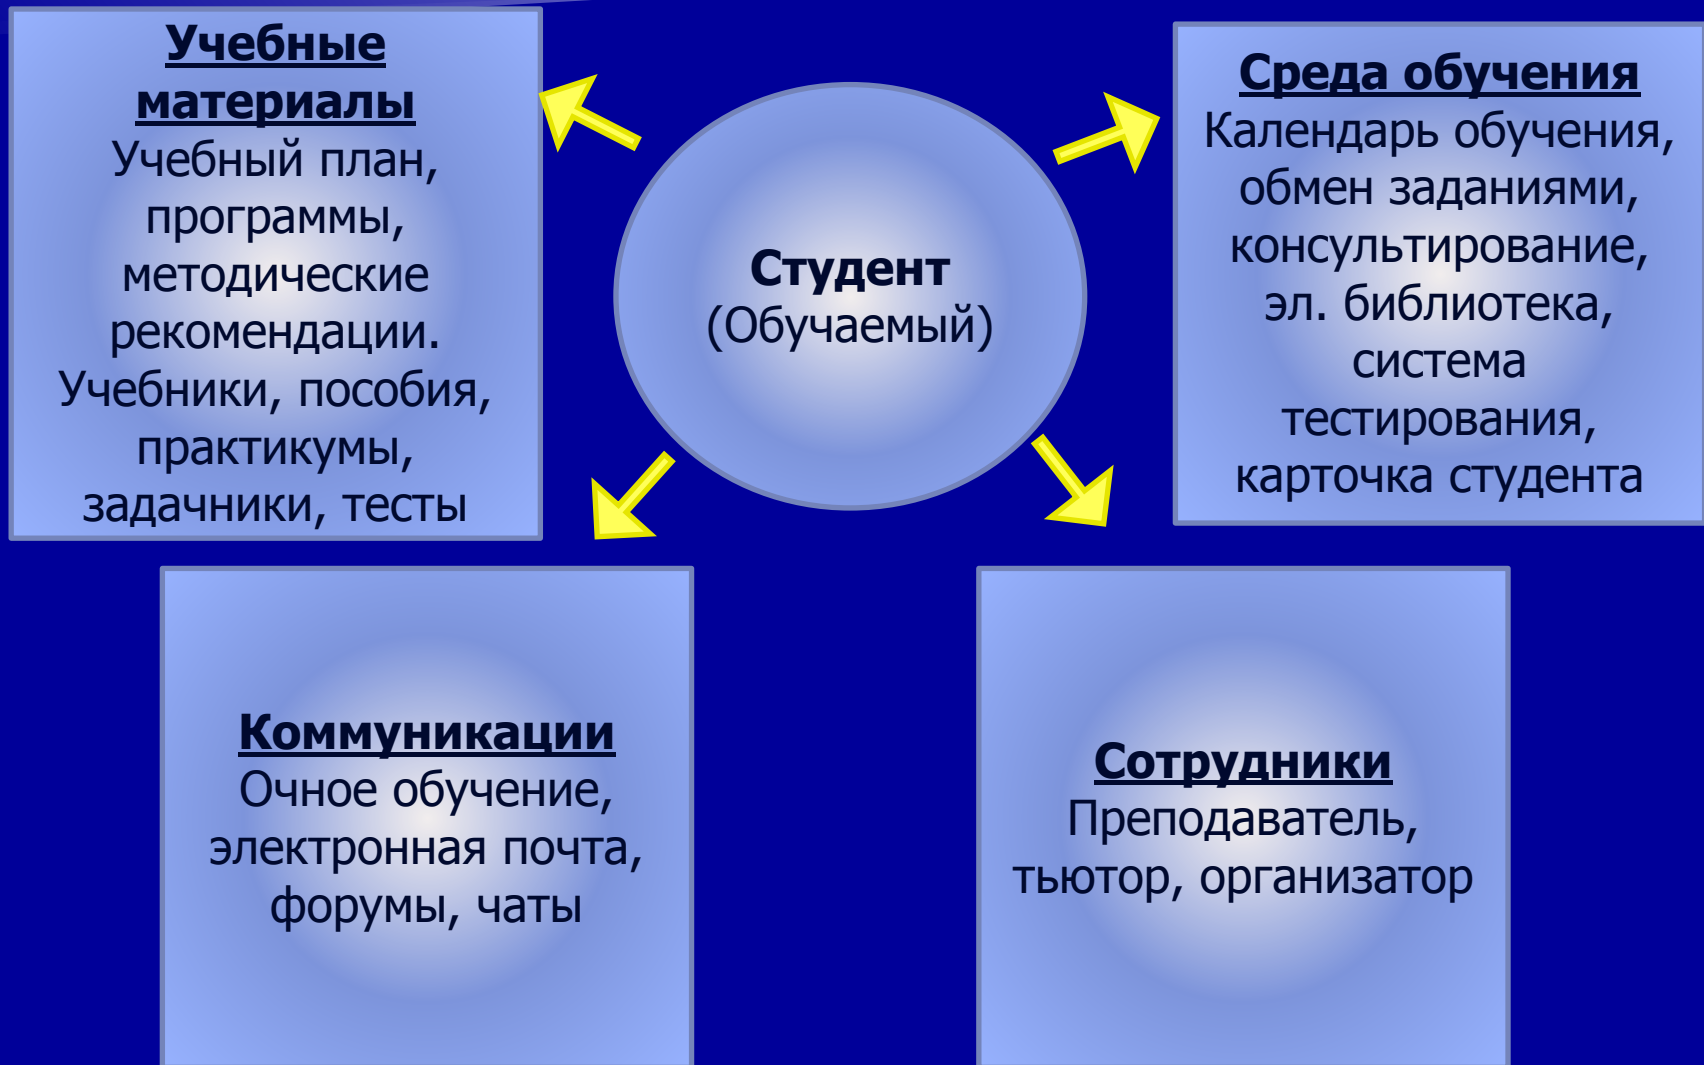 Учебные
материалы
Учебный план,
программы,
методические
рекомендации.
Учебники, пособия,
практикумы,
задачники, тесты
Студент
(Обучаемый)
Среда обучения
Календарь обучения,
обмен заданиями,
консультирование,
эл. библиотека,
система
тестирования,
карточка студента
Коммуникации
Очное обучение,
электронная почта,
форумы, чаты
Сотрудники
Преподаватель,
тьютор, организатор